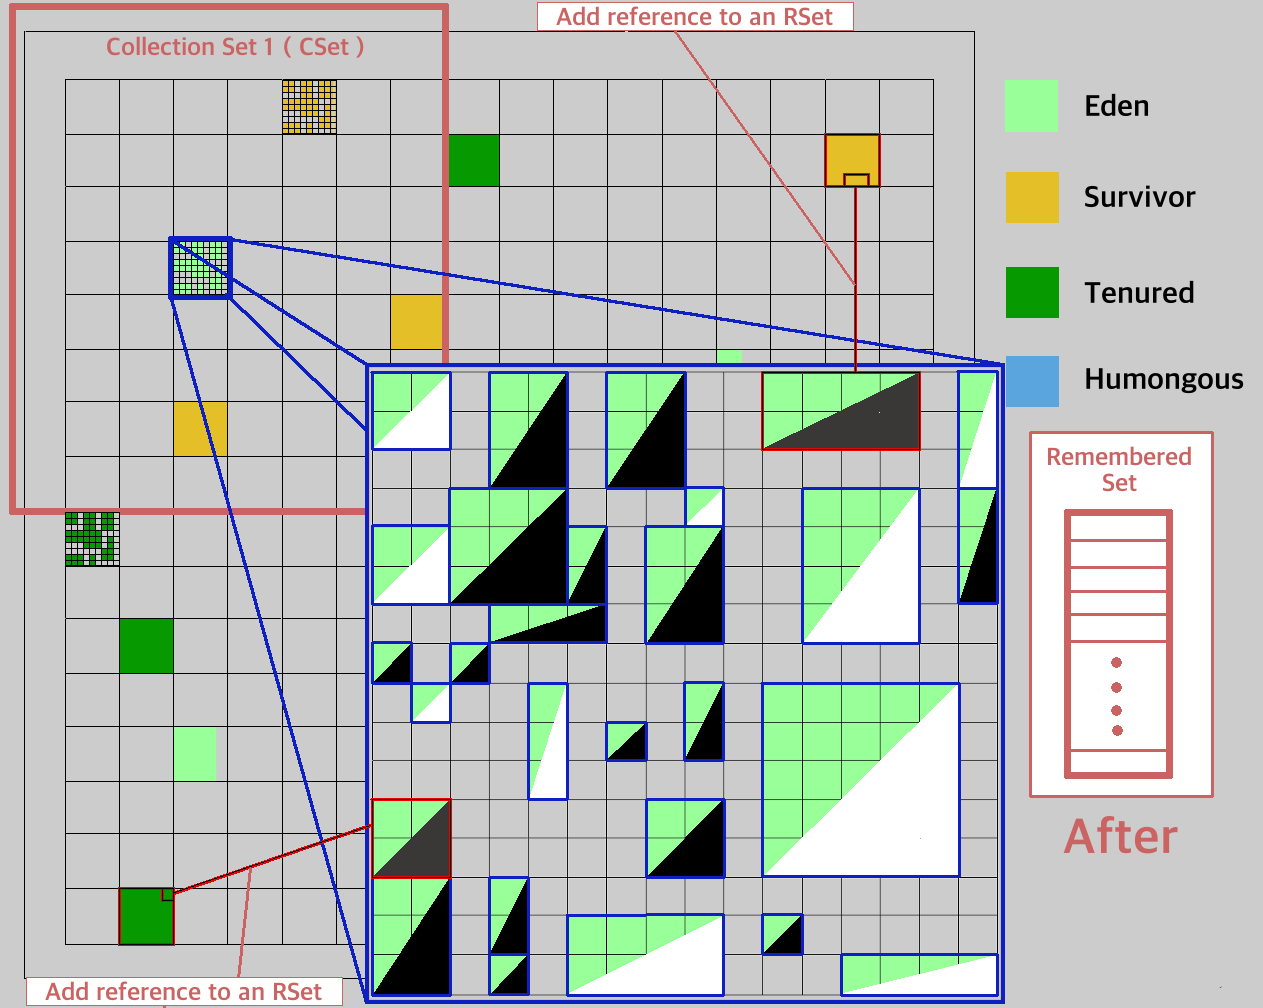 Add reference to an RSet
Collection Set 1 ( CSet )
Eden
Survivor
Tenured
Humongous
Remembered
Set
After
Add reference to an RSet